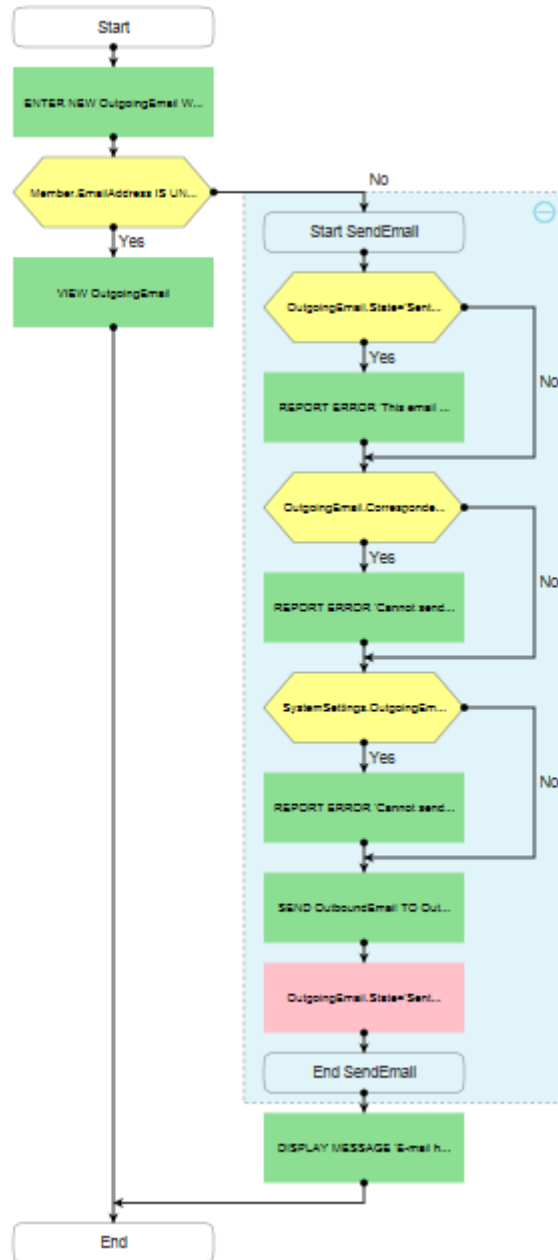 Start
ENTER NEW OutgoingEmail W...
Member.EmailAddress IS UN...
No
Yes
VIEW OutgoingEmail
Start SendEmail
OutgoingEmail.State='Sent...
No
Yes
REPORT ERROR 'This email ...
OutgoingEmail.Corresponde...
No
Yes
REPORT ERROR 'Cannot send...
SystemSettings.OutgoingEm...
No
Yes
REPORT ERROR 'Cannot send...
SEND OutboundEmail TO Out...
OutgoingEmail.State='Sent...
End SendEmail
DISPLAY MESSAGE 'E-mail h...
End